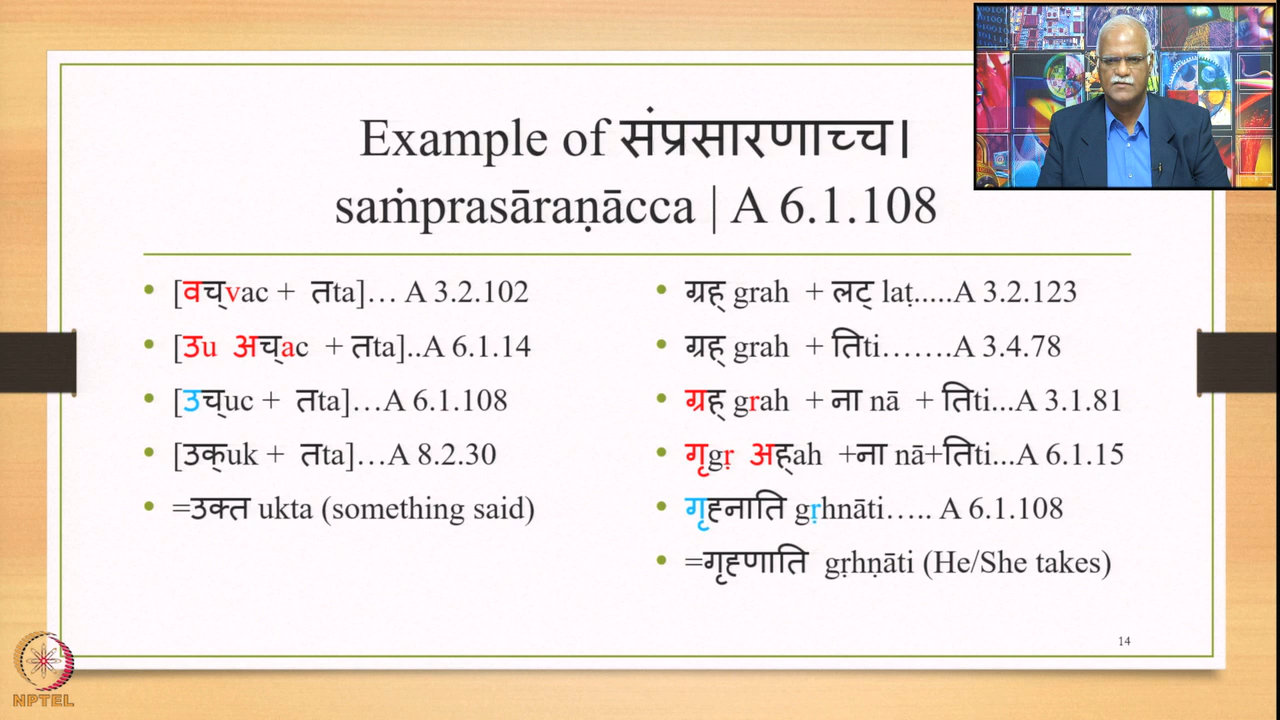 Example of संप्रसारणाच्च।
saṁprasāraṇācca | A 6.1.108
• [वच्vac + तta]… A 3.2.102
• [उu अच्ac + तta]..A 6.1.14
• [उच्uc + तta]…A 6.1.108
• [उक्uk + तta]…A 8.2.30
• =उक्त ukta (something said)
• ग्रह् grah + लट् laṭ.....A 3.2.123
• ग्रह् grah + तिti…….A 3.4.78
• ग्रह् grah + ना nā + तिti...A 3.1.81
• गृgṛ अह्ah +ना nā+तिti...A 6.1.15
• गृह्नाति gṛhnāti….. A 6.1.108
• =गृह्णाति gṛhṇāti (He/She takes)
14
NPTEL